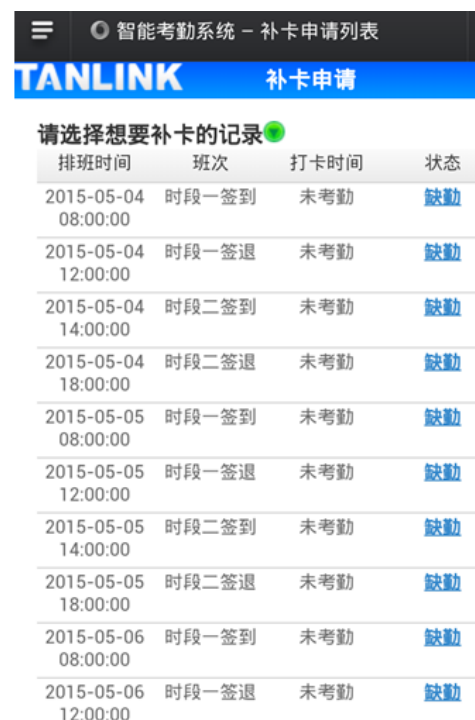 智能考勤系统 – 补卡申请列表
TANLINK 补卡申请
请选择想要补卡的记录
排班时间 班次 打卡时间 状态
2015-05-04 时段一签到 未考勤 缺勤
08:00:00
2015-05-04 时段一签退 未考勤 缺勤
12:00:00
2015-05-04 时段二签到 未考勤 缺勤
14:00:00
2015-05-04 时段二签退 未考勤 缺勤
18:00:00
2015-05-05 时段一签到 未考勤 缺勤
08:00:00
2015-05-05 时段一签退 未考勤 缺勤
12:00:00
2015-05-05 时段二签到 未考勤 缺勤
14:00:00
2015-05-05 时段二签退 未考勤 缺勤
18:00:00
2015-05-06 时段一签到 未考勤 缺勤
08:00:00
2015-05-06 时段一签退 未考勤 缺勤
12:00:00